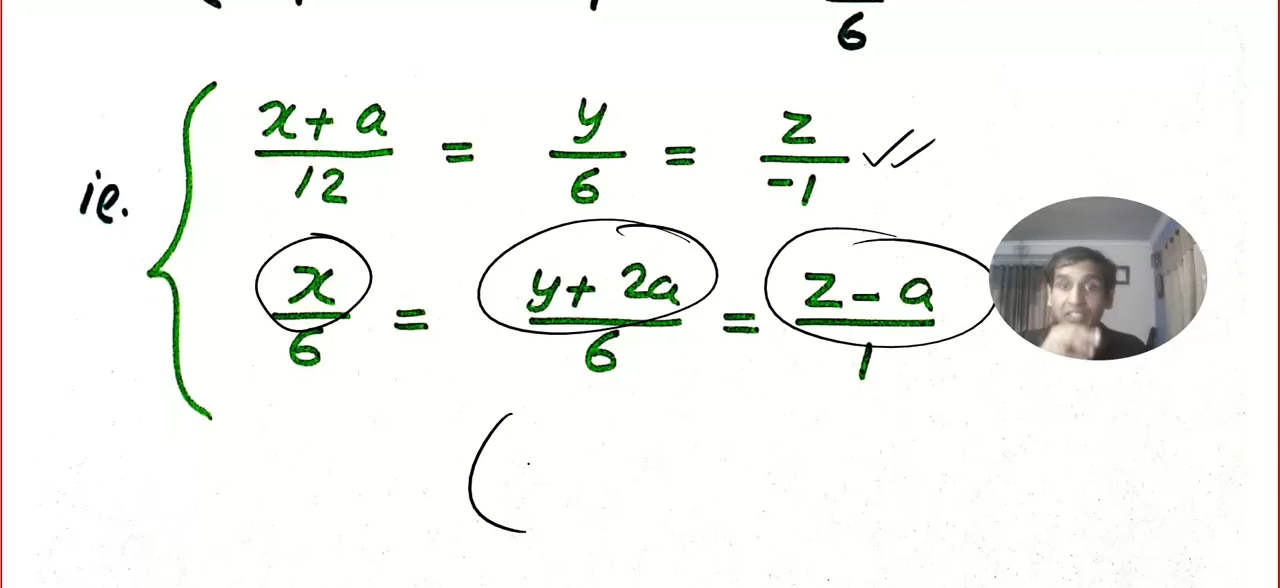 6
ie. { (x + a)/12 = y/6 = z/-1
x/6 = (y + 2a)/6 = (z - a)/1
(